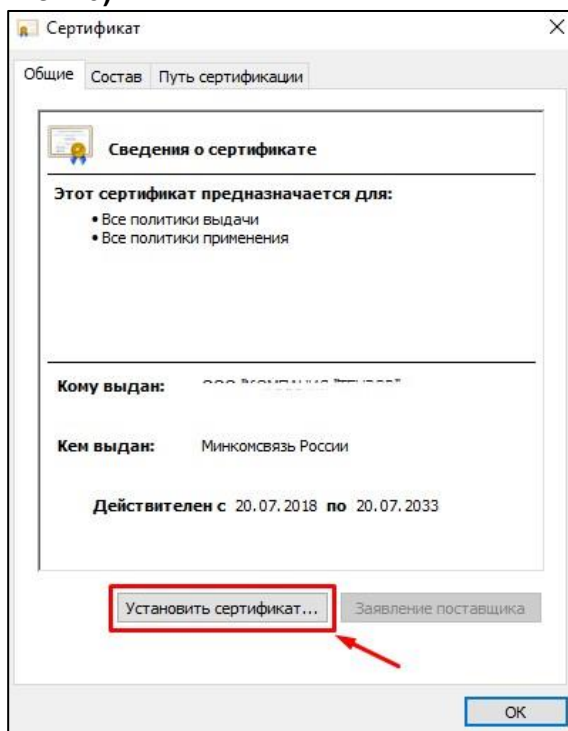 Сертификат
Общие Состав Путь сертификации
Сведения о сертификате
Этот сертификат предназначается для:
• Все политики выдачи
• Все политики применения
Кому выдан:
Кем выдан: Минкомсвязь России
Действителен с 20.07.2018 по 20.07.2033
Установить сертификат... Заявление поставщика
ОК